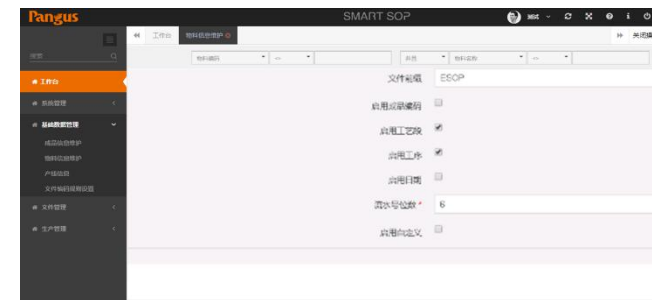 Pangus
SMART SOP
工作台
物料信息维护
关闭操
搜索
物料编码
--
并且
物料名称
--
工作台
系统管理
基础数据管理
成品信息维护
物料信息维护
产线信息
文件编码规则设置
文件管理
生产管理
文件前缀
ESOP
启用成品编码
启用工艺段
启用工序
启用日期
流水号位数 *
6
启用自定义